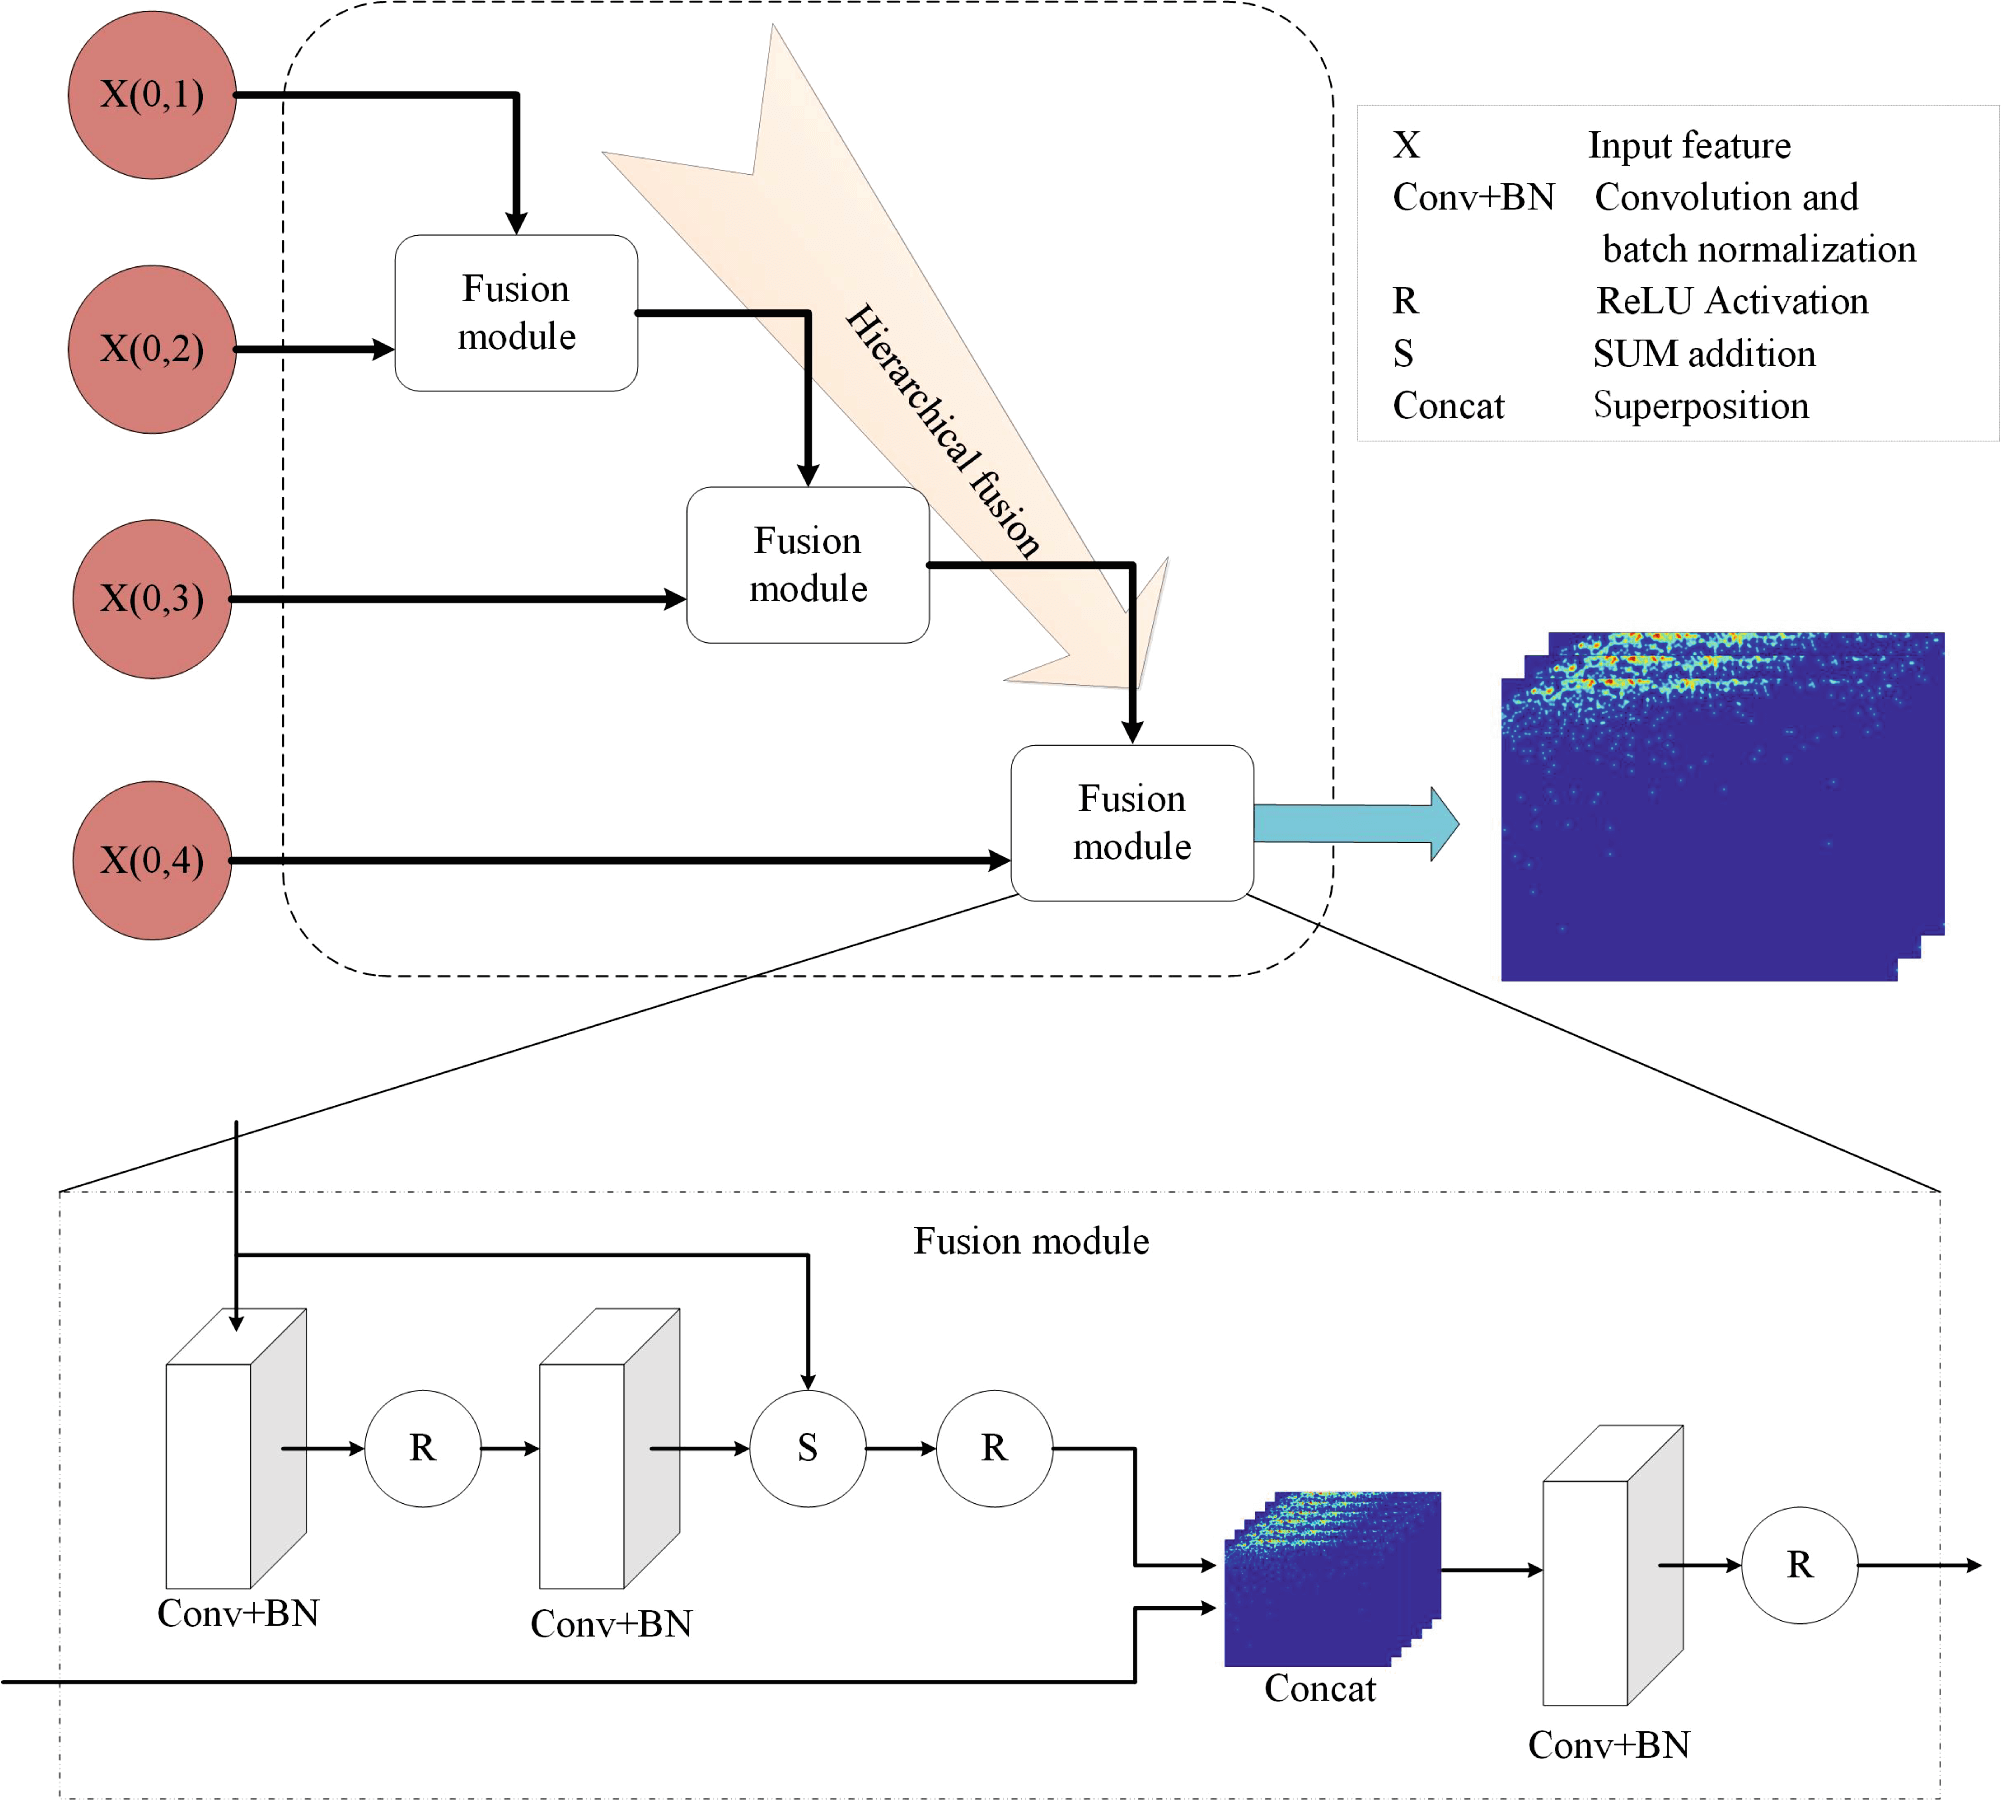 X(0,1)
X(0,2)
X(0,3)
X(0,4)
Fusion
module
Fusion
module
Fusion
module
Hierarchical fusion
X Input feature
Conv+BN Convolution and
batch normalization
R ReLU Activation
S SUM addition
Concat Superposition
Fusion module
R
S
R
R
Conv+BN
Conv+BN
Concat
Conv+BN